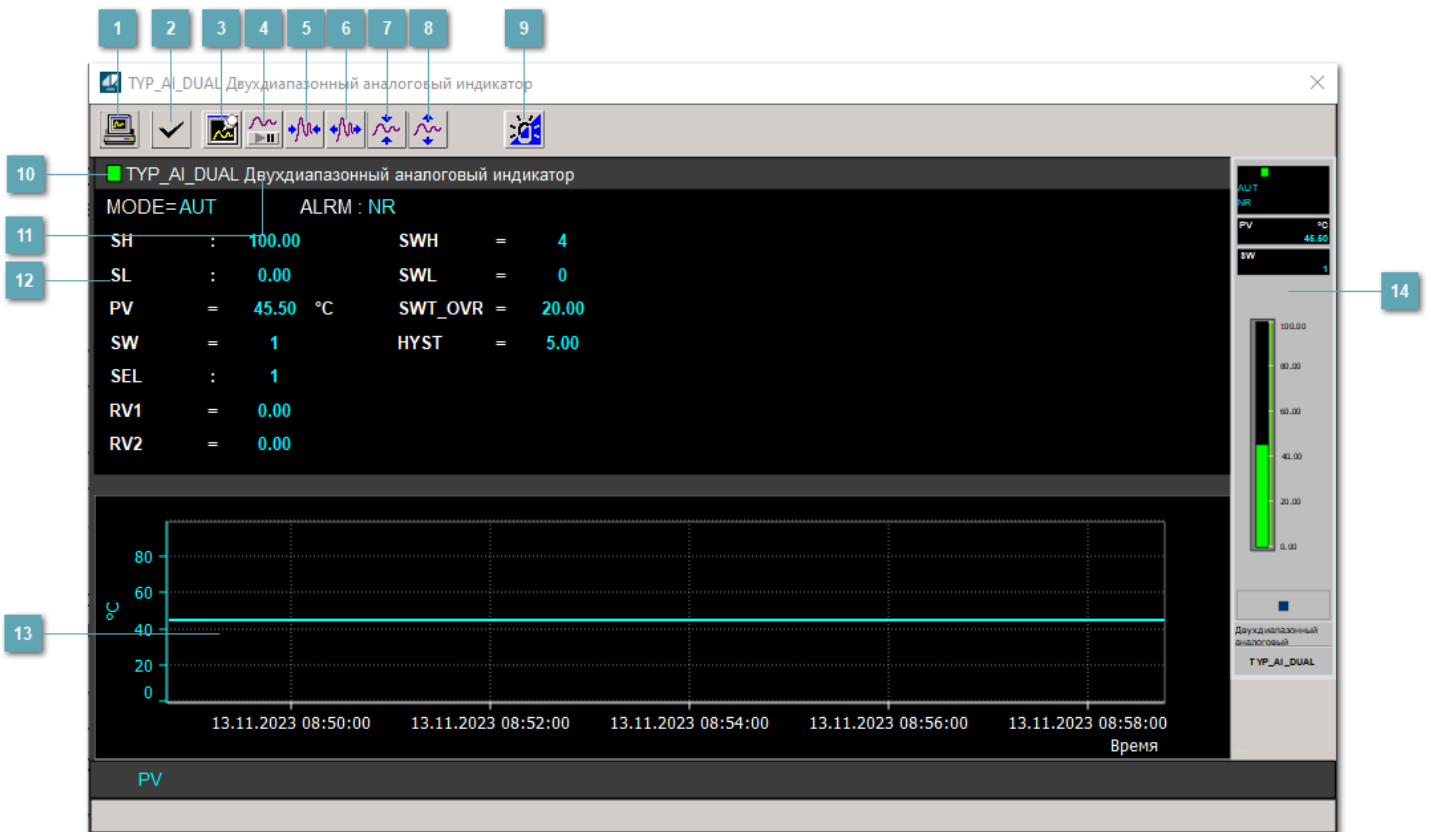 1 2 3 4 5 6 7 8 9
TYP_AI_DUAL Двухдиапазонный аналоговый индикатор
10 TYP_AI_DUAL Двухдиапазонный аналоговый индикатор
MODE=AUT ALRM : NR
11 SH : 100.00 SWH = 4
12 SL : 0.00 SWL = 0
PV = 45.50 °C SWT_OVR = 20.00
SW = 1 HYST = 5.00
SEL : 1
RV1 = 0.00
RV2 = 0.00
13
°C
80
60
40
20
0
13.11.2023 08:50:00 13.11.2023 08:52:00 13.11.2023 08:54:00 13.11.2023 08:56:00 13.11.2023 08:58:00
Время
PV
AUT
NR
PV °C
45.50
SW
1
14
100.00
80.00
60.00
40.00
20.00
0.00
Двухдиапазонный
аналоговый
TYP_AI_DUAL